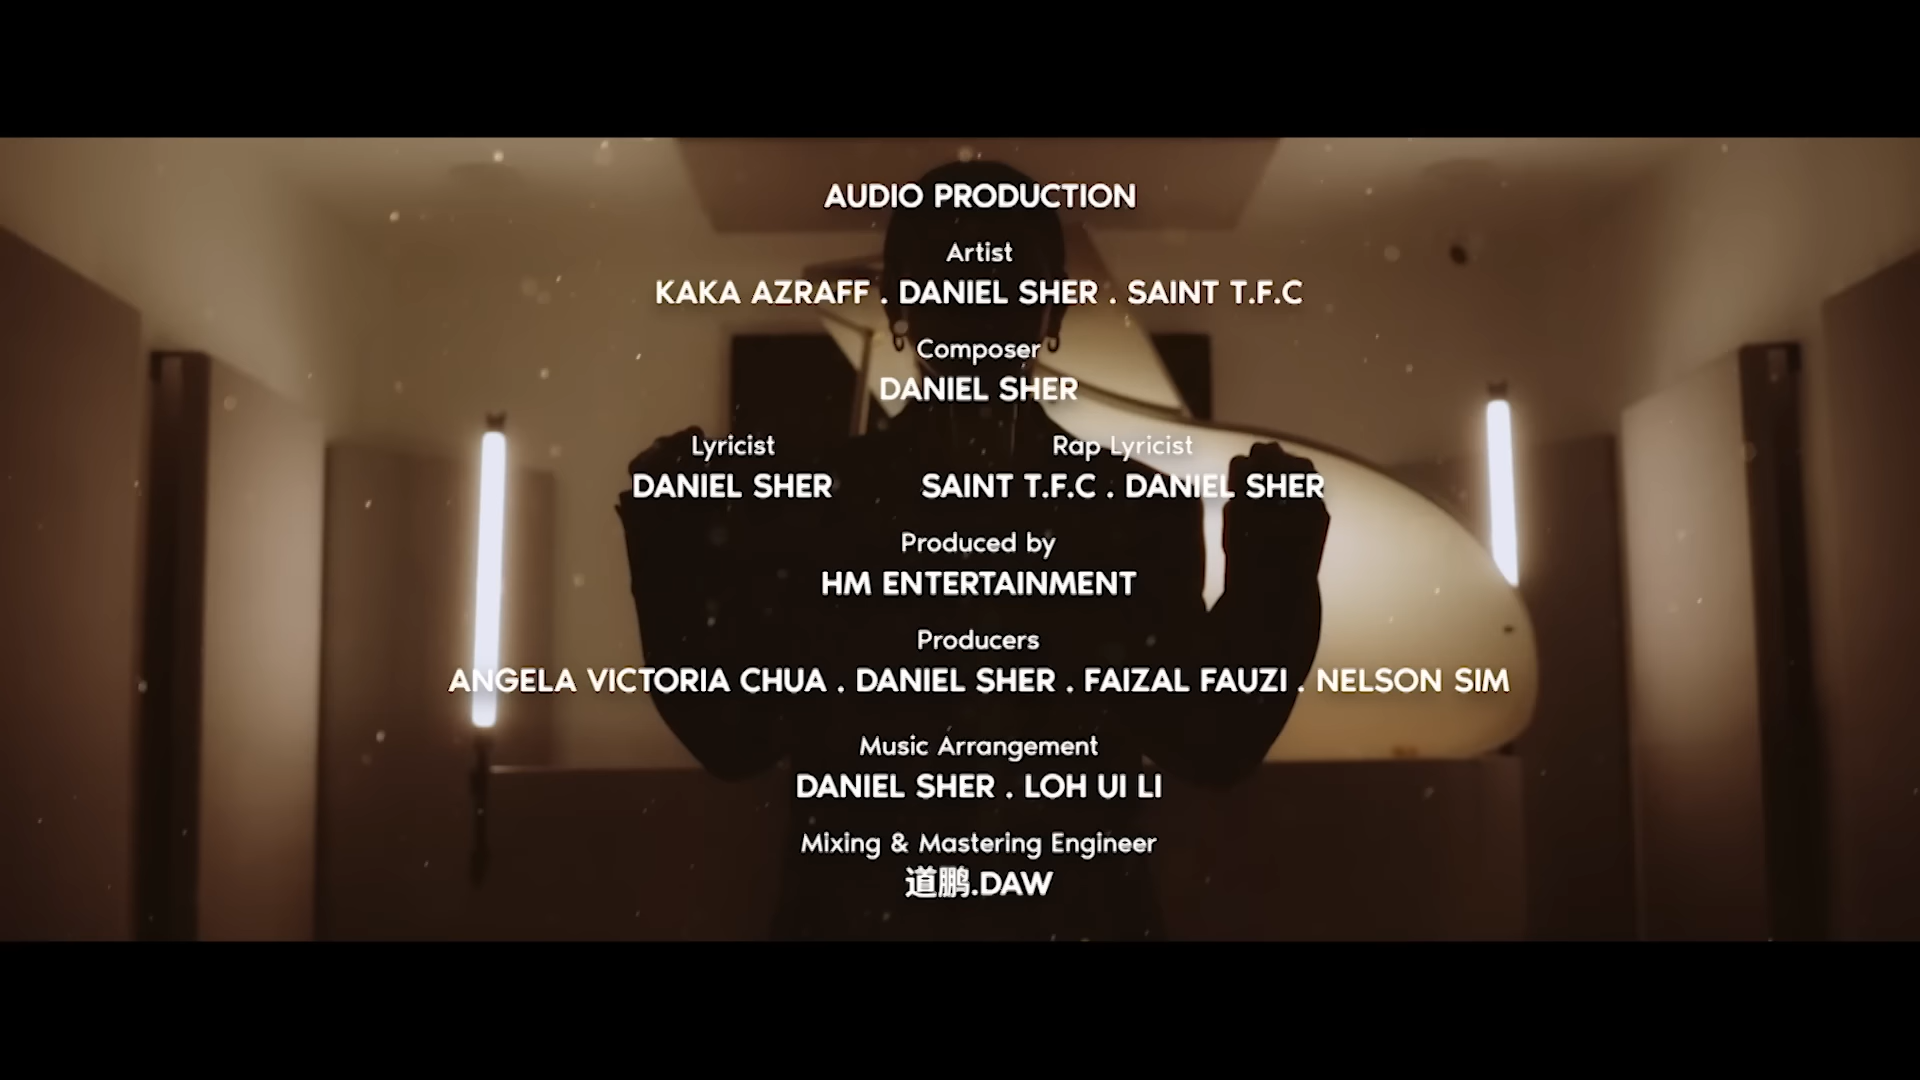 AUDIO PRODUCTION
Artist
KAKA AZRAFF . DANIEL SHER . SAINT T.F.C
Composer
DANIEL SHER
Lyricist
DANIEL SHER
Rap Lyricist
SAINT T.F.C . DANIEL SHER
Produced by
HM ENTERTAINMENT
Producers
ANGELA VICTORIA CHUA . DANIEL SHER . FAIZAL FAUZI . NELSON SIM
Music Arrangement
DANIEL SHER . LOH UI LI
Mixing & Mastering Engineer
道鹏.DAW